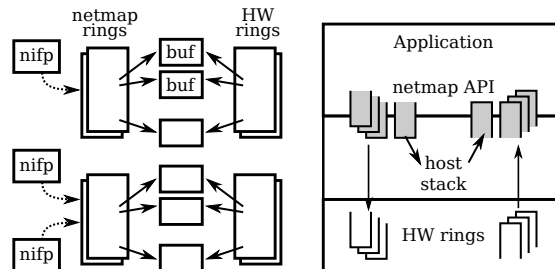 netmap
rings
HW
rings
nifp
buf
buf
nifp
nifp
Application
netmap API
host
stack
HW rings